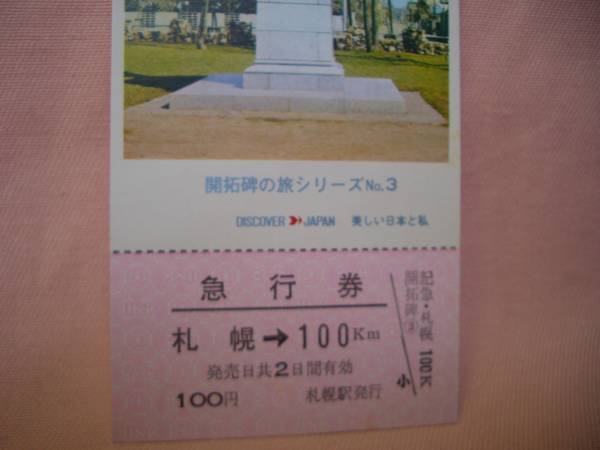 開拓碑の旅シリーズNo.3
DISCOVER JAPAN 美しい日本と私
急行券
札幌→100Km
発売日共2日間有効
100円 札幌駅発行
記急・札幌 100K
開拓碑③
小